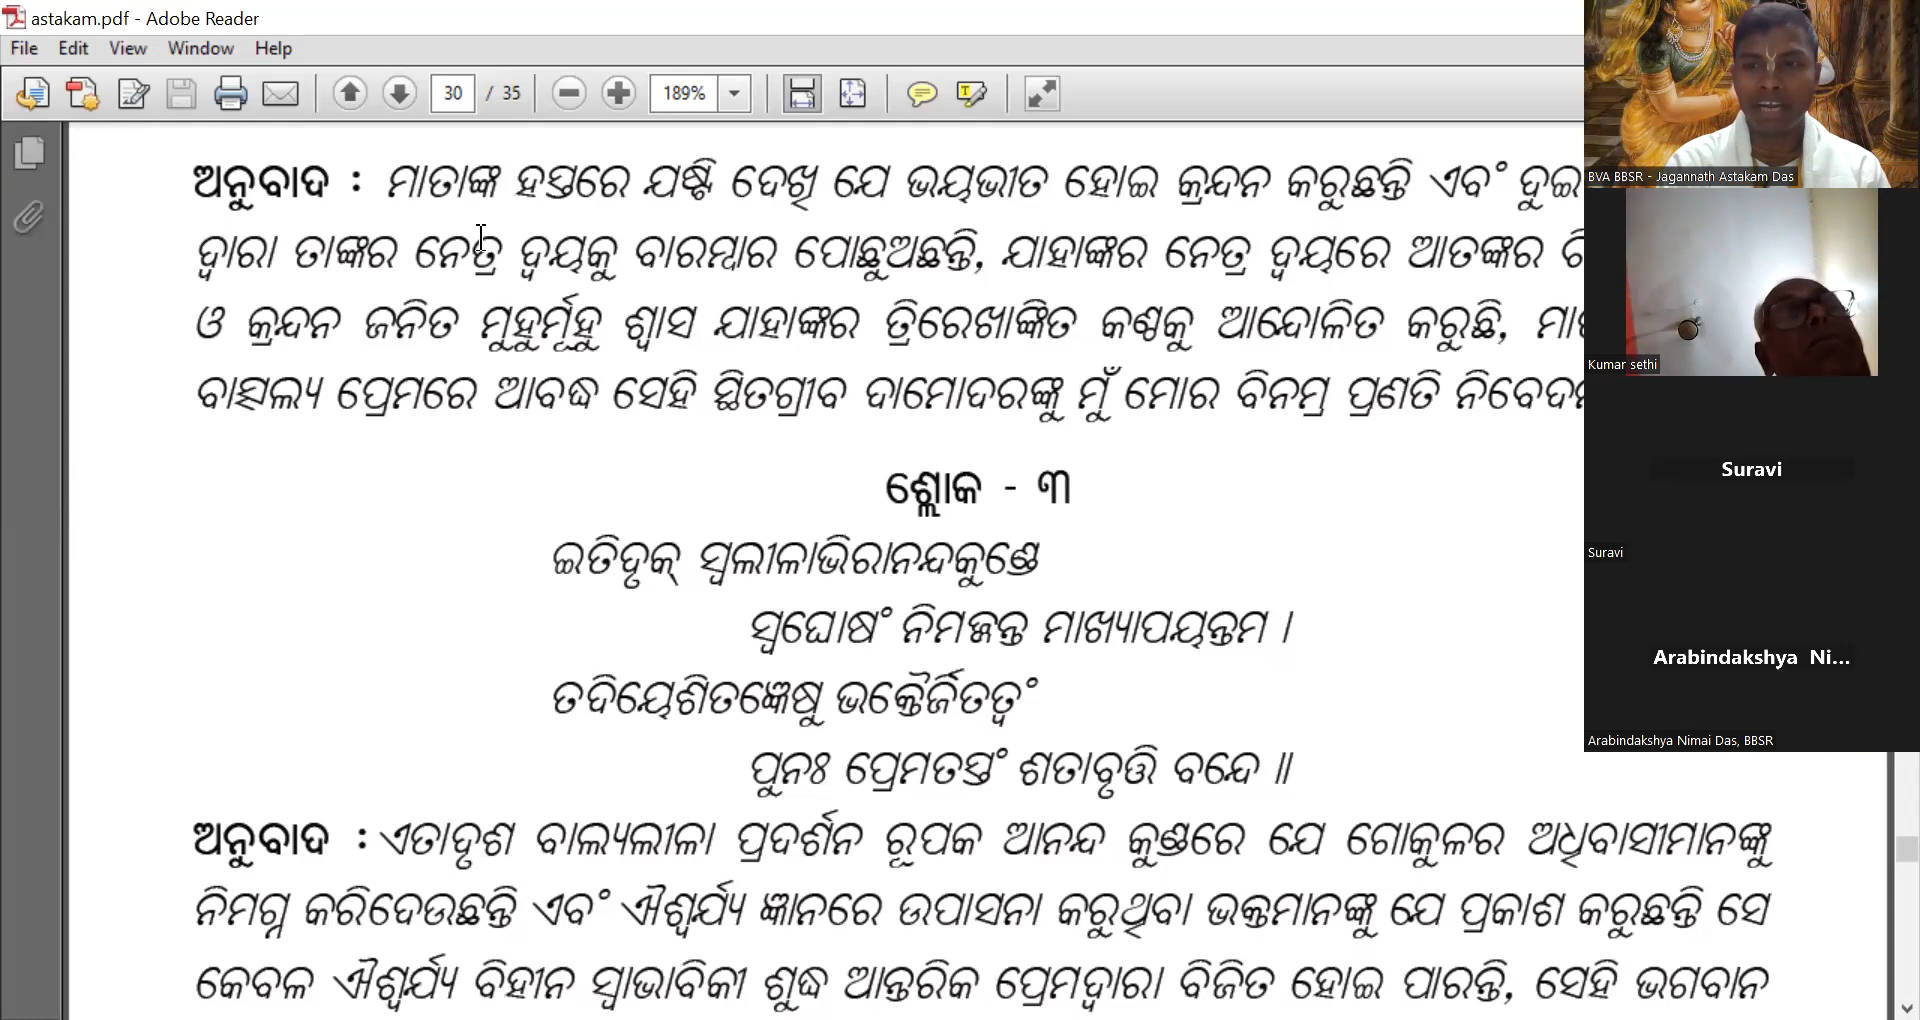 astakam.pdf - Adobe Reader
File Edit View Window Help
30 / 35 189%
ଅନୁବାଦ : ମାତାଙ୍କ ହସ୍ତରେ ଯଷ୍ଟି ଦେଖି ଯେ ଭୟଭୀତ ହୋଇ କ୍ରନ୍ଦନ କରୁଛନ୍ତି ଏବଂ ଦୁଇ
ଦ୍ୱାରା ତାଙ୍କର ନେତ୍ର ଦ୍ୱୟକୁ ବାରମ୍ବାର ପୋଛୁଅଛନ୍ତି, ଯାହାଙ୍କର ନେତ୍ର ଦ୍ୱୟରେ ଆତଙ୍କର
ଓ କ୍ରନ୍ଦନ ଜନିତ ମୁହୁର୍ମୂହୁ ଶ୍ୱାସ ଯାହାଙ୍କର ତ୍ରିରେଖାଙ୍କିତ କଣ୍ଠକୁ ଆନ୍ଦୋଳିତ କରୁଛି,
ବାତ୍ସଲ୍ୟ ପ୍ରେମରେ ଆବଦ୍ଧ ସେହି ସ୍ଥିତଗ୍ରୀବ ଦାମୋଦରଙ୍କୁ ମୁଁ ମୋର ବିନମ୍ର ପ୍ରଣତି
ଶ୍ଲୋକ - ୩
ଇତିଦୃକ୍ ସ୍ୱଲୀଳାଭିରାନନ୍ଦକୁଣ୍ଡେ
ସ୍ୱଘୋଷଂ ନିମଜ୍ଜନ୍ତ ମାଖ୍ୟାପୟନ୍ତମ ।
ତଦିୟେଶିତଜ୍ଞେଷୁ ଭକ୍ତୈର୍ଜିତତ୍ୱଂ
ପୁନଃ ପ୍ରେମତସ୍ତଂ ଶତାବୃତ୍ତି ବନ୍ଦେ ॥
ଅନୁବାଦ : ଏତାଦୃଶ ବାଲ୍ୟଲୀଳା ପ୍ରଦର୍ଶନ ରୂପକ ଆନନ୍ଦ କୁଣ୍ଡରେ ଯେ ଗୋକୁଳର ଅଧିବାସୀମାନଙ୍କୁ
ନିମଗ୍ନ କରିଦେଉଛନ୍ତି ଏବଂ ଐଶ୍ୱର୍ଯ୍ୟ ଜ୍ଞାନରେ ଉପାସନା କରୁଥିବା ଭକ୍ତମାନଙ୍କୁ ଯେ ପ୍ରକାଶ କରୁଛନ୍ତି ସେ
କେବଳ ଐଶ୍ୱର୍ଯ୍ୟ ବିହୀନ ସ୍ୱାଭାବିକୀ ଶୁଦ୍ଧ ଆନ୍ତରିକ ପ୍ରେମଦ୍ୱାରା ବିଜିତ ହୋଇ ପାରନ୍ତି, ସେହି ଭଗବାନ
BVA BBSR - Jagannath Astakam Das
Kumar sethi
Suravi
Suravi
Arabindakshya Ni...
Arabindakshya Nimai Das, BBSR